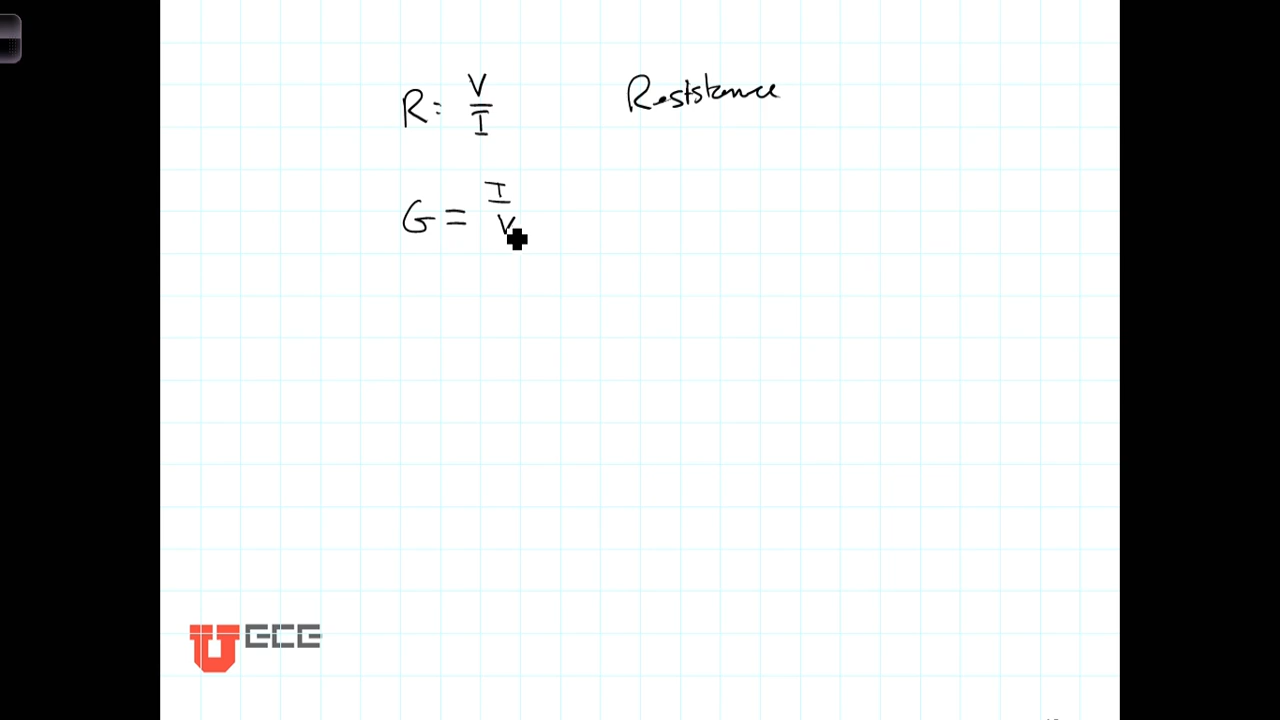 R = V/I Resistance
G = I/V
U ECE